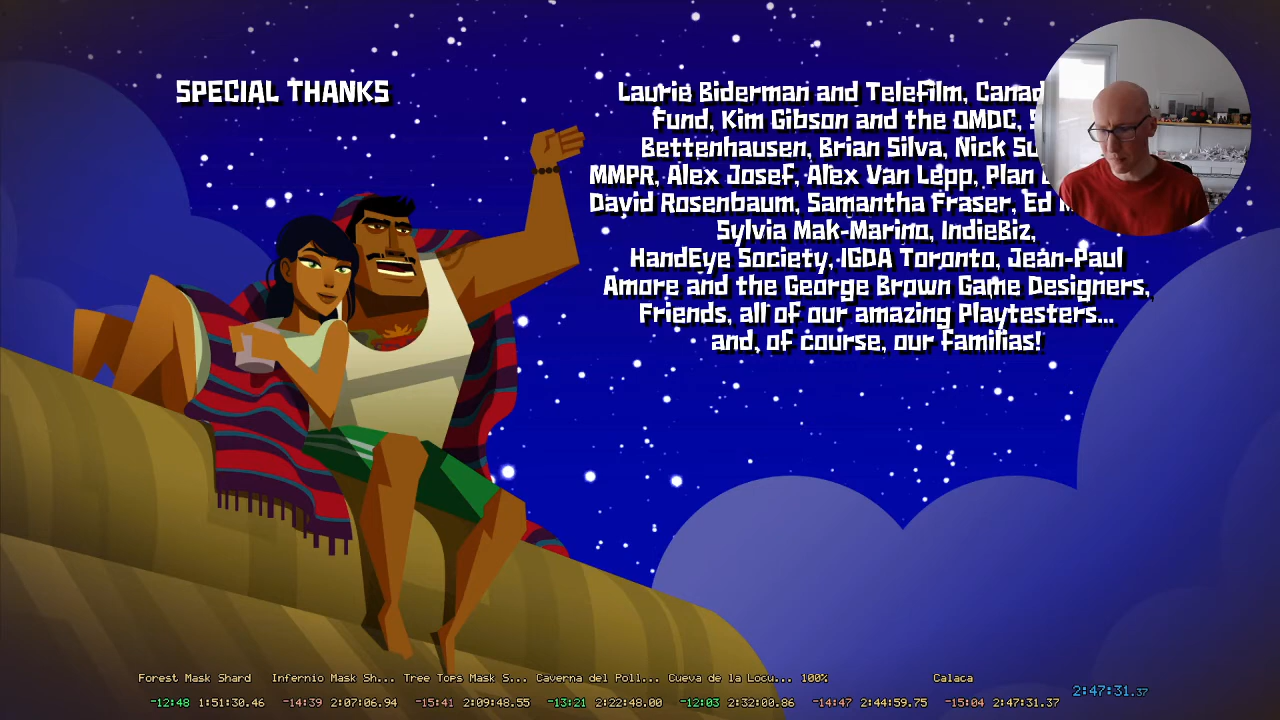 SPECIAL THANKS
Laurie Biderman and Telefilm,
Fund, Kim Gibson and the OMDC,
Bettenhausen, Brian Silva, Nick
MMPR, Alex Josef, Alex Van Lepp, Plan
David Rosenbaum, Samantha Fraser, Ed
Sylvia Mak-Marino, IndieBiz,
HandEye Society, IGDA Toronto, Jean-Paul
Amore and the George Brown Game Designers,
Friends, all of our amazing Playtesters...
and, of course, our familias!
Forest Mask Shard Infernio Mask Sh... Tree Tops Mask S... Caverna del Poll... Cueva de la Locu... 100% Calaca
-12:48 1:51:30.46 -14:39 2:07:06.94 -15:41 2:09:48.55 -13:21 2:22:48.00 -12:03 2:32:00.86 -14:47 2:44:59.75 -15:04 2:47:31.37
2:47:31.37